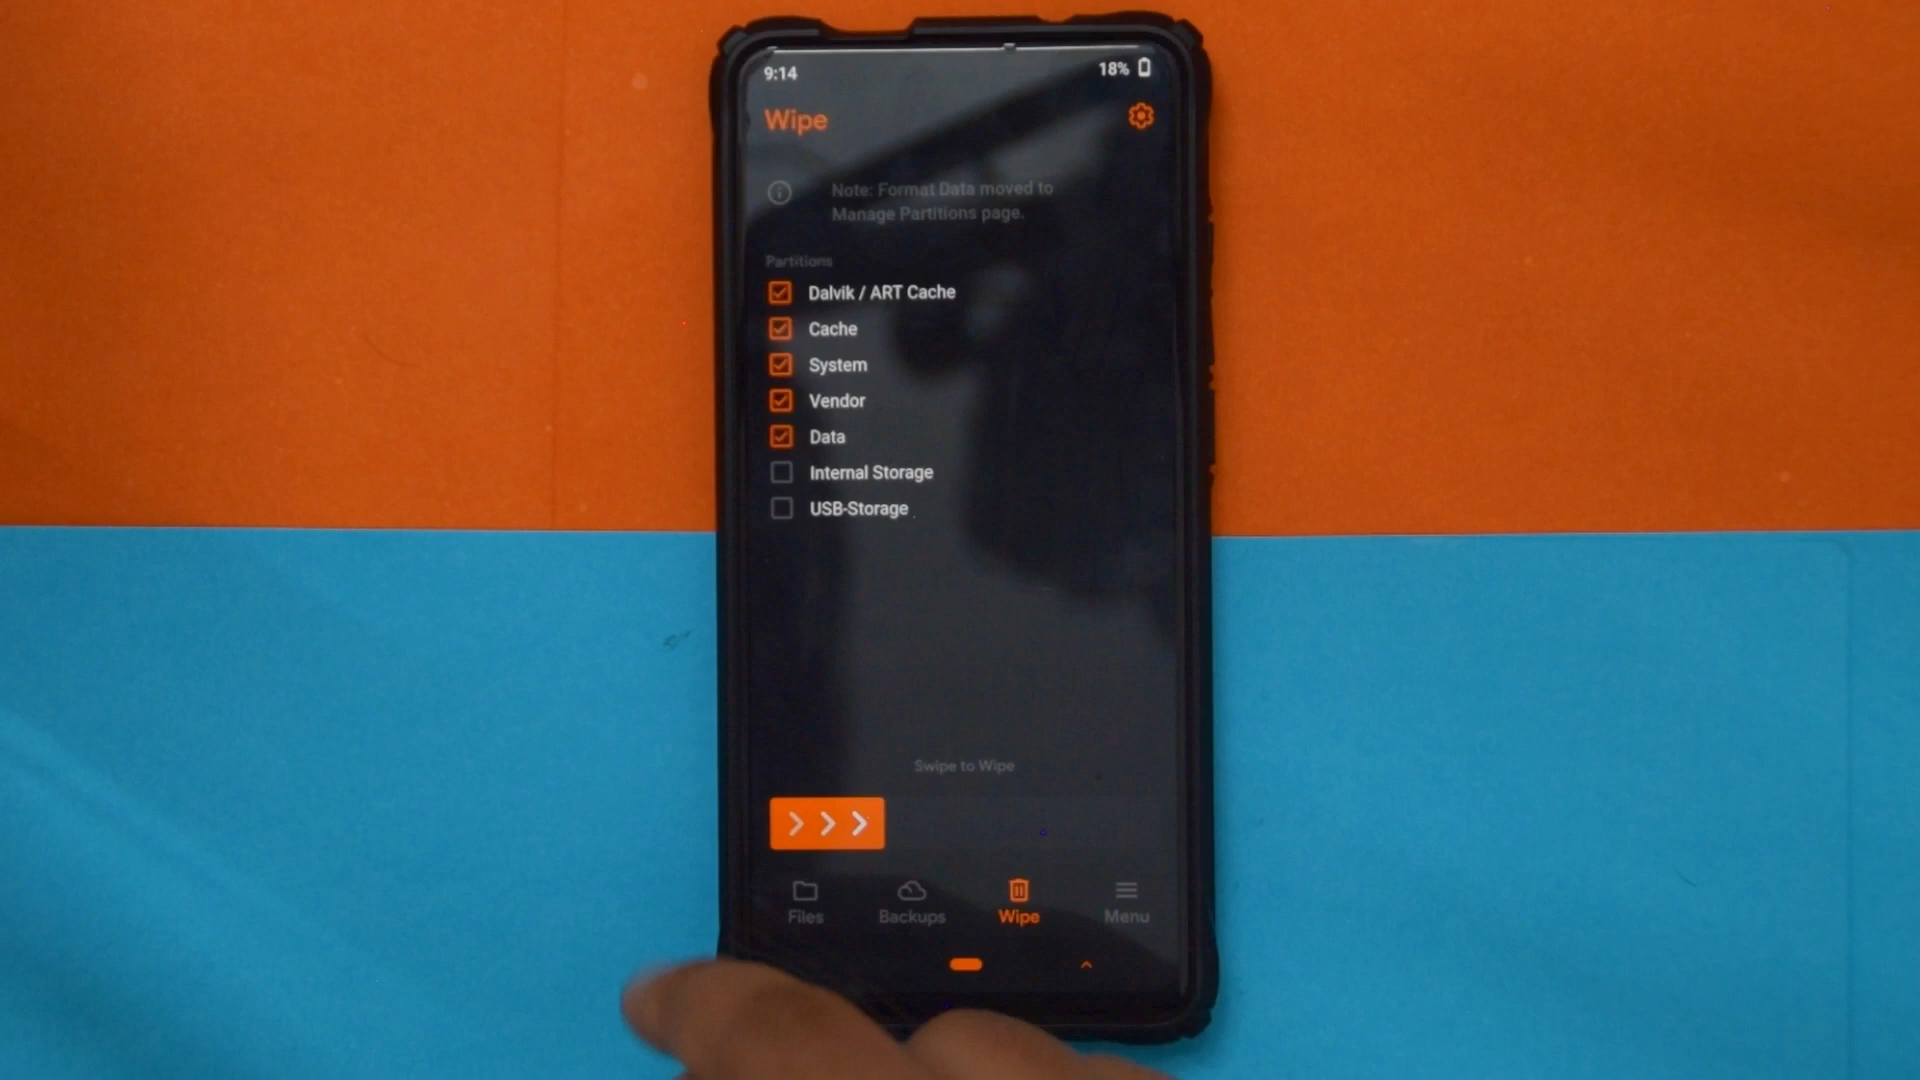 9:14
18%
Wipe
Note: Format Data moved to
Manage Partitions page.
Partitions
Dalvik / ART Cache
Cache
System
Vendor
Data
Internal Storage
USB-Storage
Swipe to Wipe
Files
Backups
Wipe
Menu